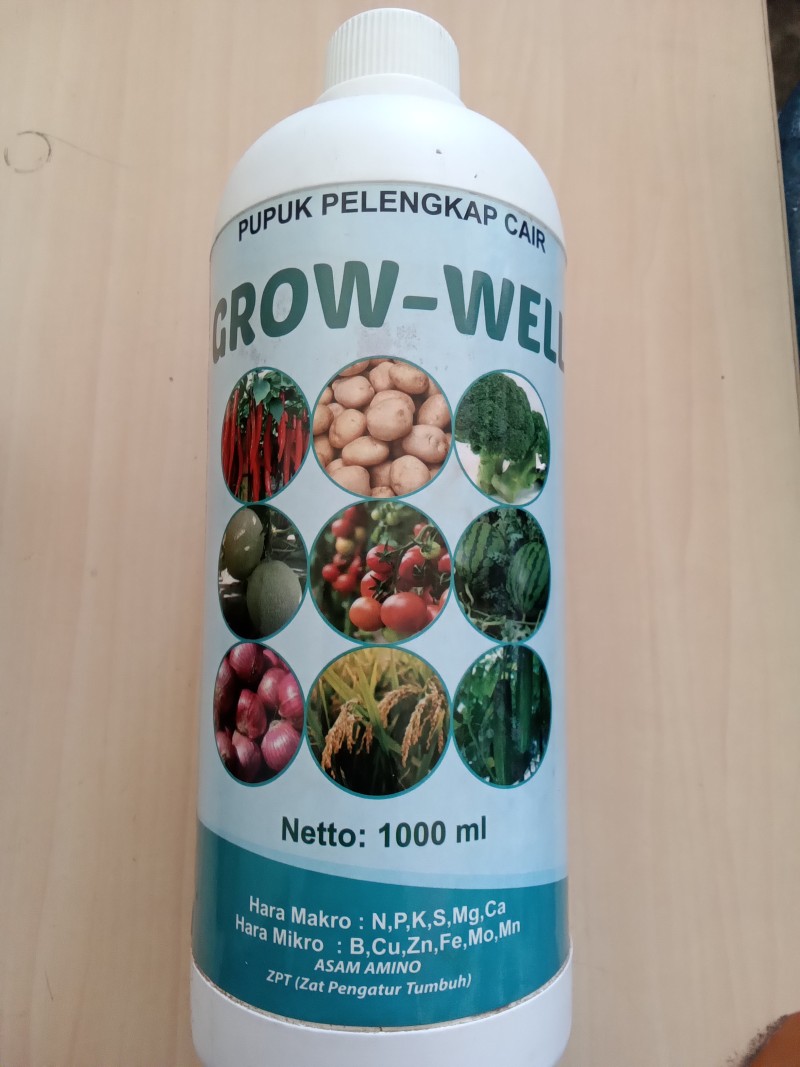 PUPUK PELENGKAP CAIR
GROW-WELL
Netto: 1000 ml
Hara Makro : N,P,K,S,Mg,Ca
Hara Mikro : B,Cu,Zn,Fe,Mo,Mn
ASAM AMINO
ZPT (Zat Pengatur Tumbuh)